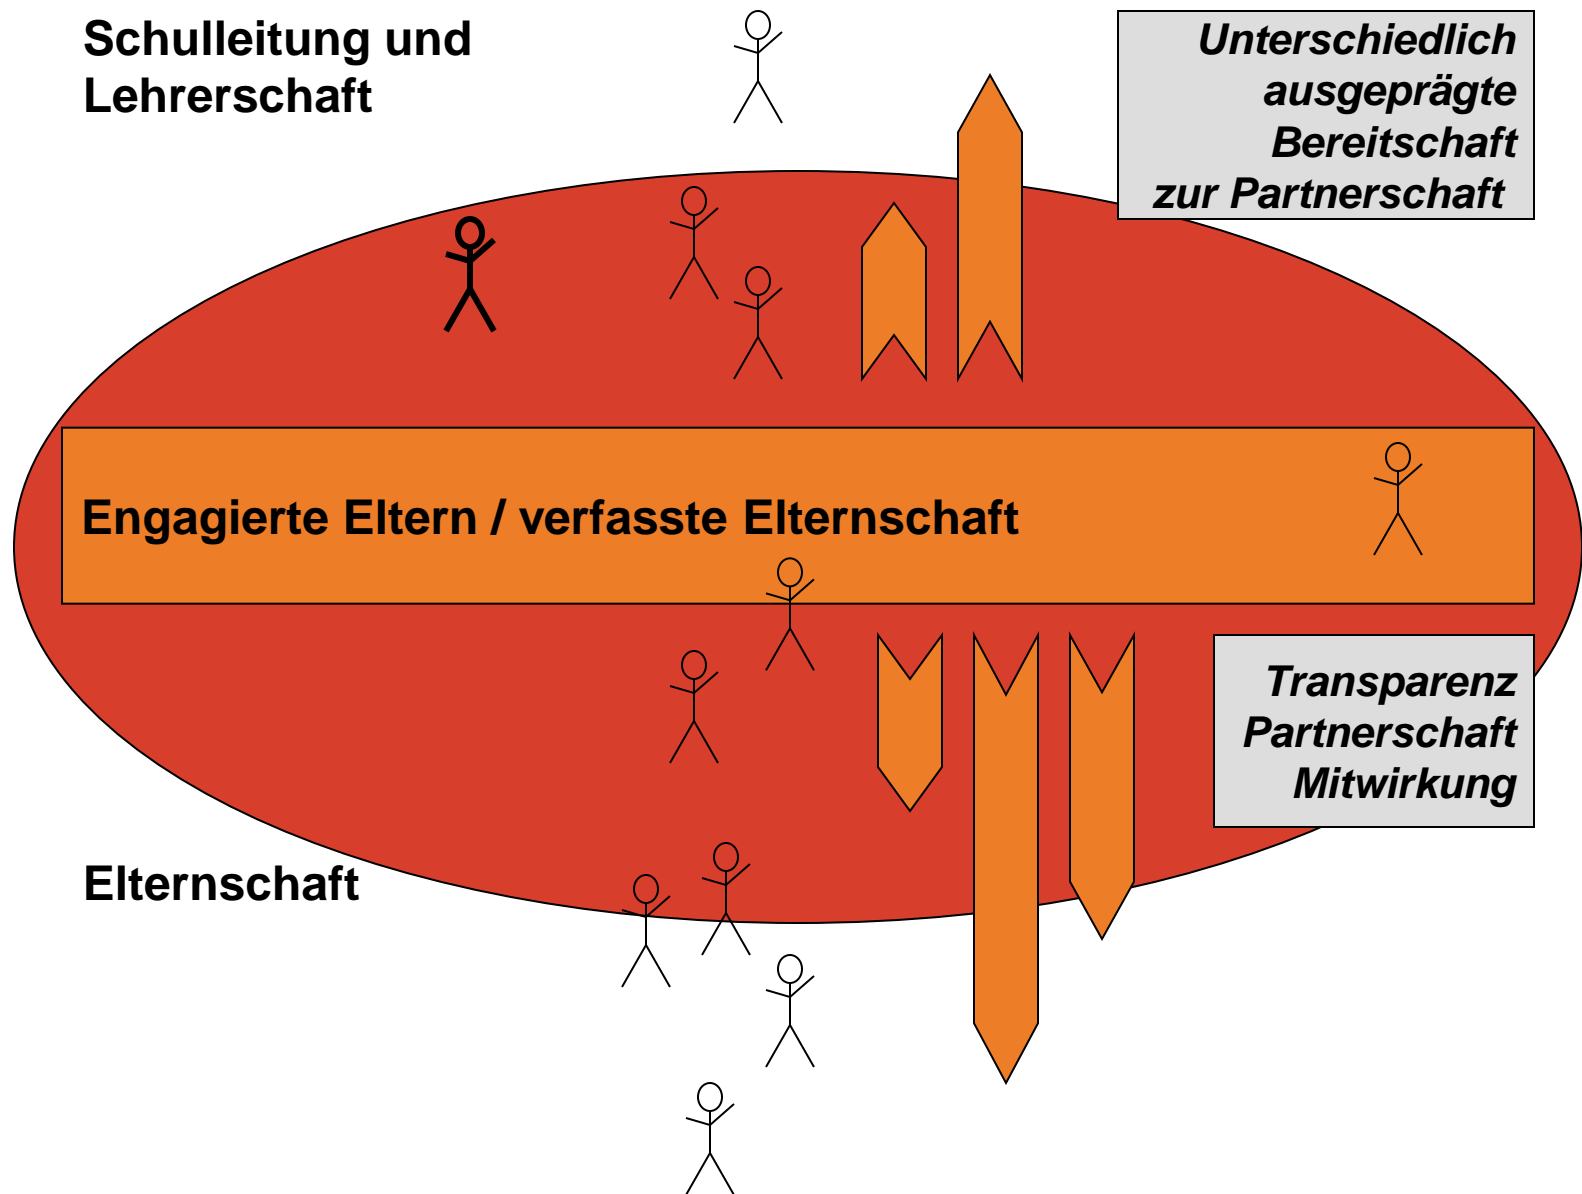 Schulleitung und
Lehrerschaft
Unterschiedlich
ausgeprägte
Bereitschaft
zur Partnerschaft
Engagierte Eltern / verfasste Elternschaft
Transparenz
Partnerschaft
Mitwirkung
Elternschaft